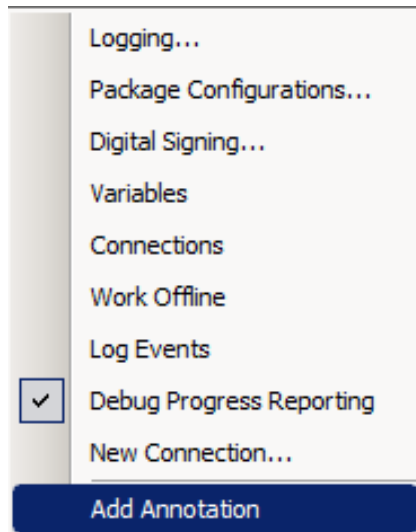 Logging...
Package Configurations...
Digital Signing...
Variables
Connections
Work Offline
Log Events
Debug Progress Reporting
New Connection...
Add Annotation